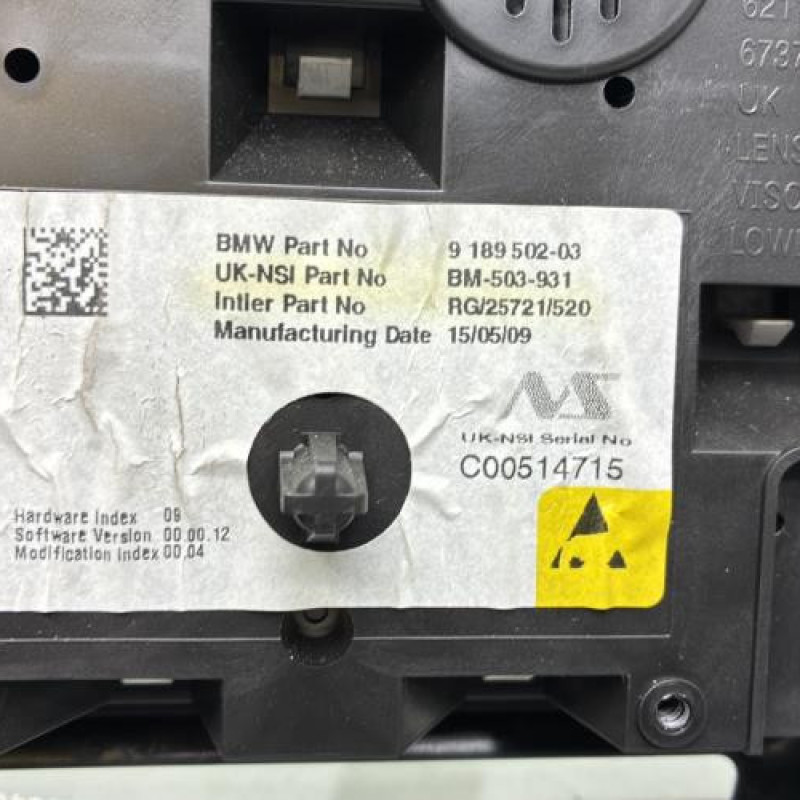 6737
UK
BMW Part No 9 189 502-03
UK-NSI Part No BM-503-931
Intier Part No RG/25721/520
Manufacturing Date 15/05/09
UK-NSI Serial No
C00514715
Hardware Index 09
Software Version 00.00.12
Modification Index 00.04